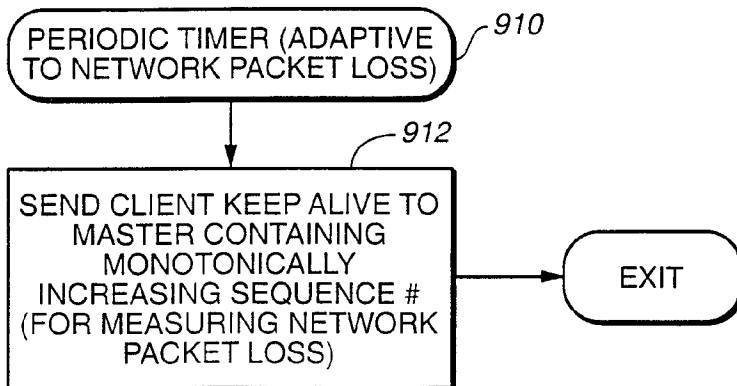 PERIODIC TIMER (ADAPTIVE
TO NETWORK PACKET LOSS)
910
912
SEND CLIENT KEEP ALIVE TO
MASTER CONTAINING
MONOTONICALLY
INCREASING SEQUENCE #
(FOR MEASURING NETWORK
PACKET LOSS)
EXIT